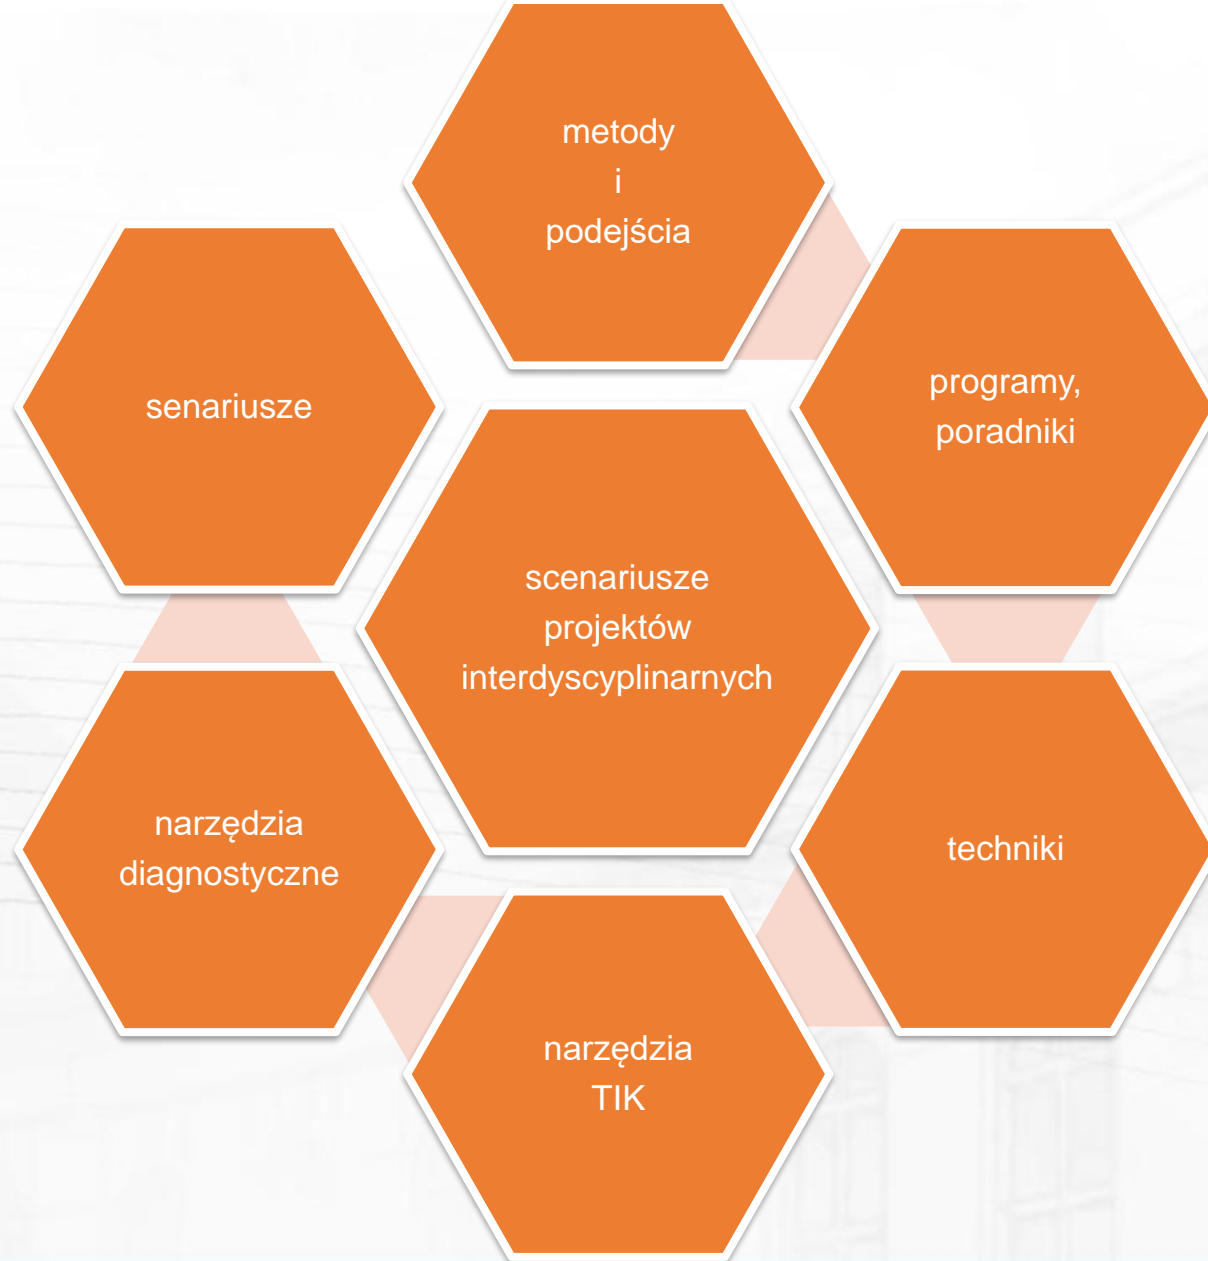 metody
i
podejścia
senariusze
programy,
poradniki
scenariusze
projektów
interdyscyplinarnych
narzędzia
diagnostyczne
techniki
narzędzia
TIK